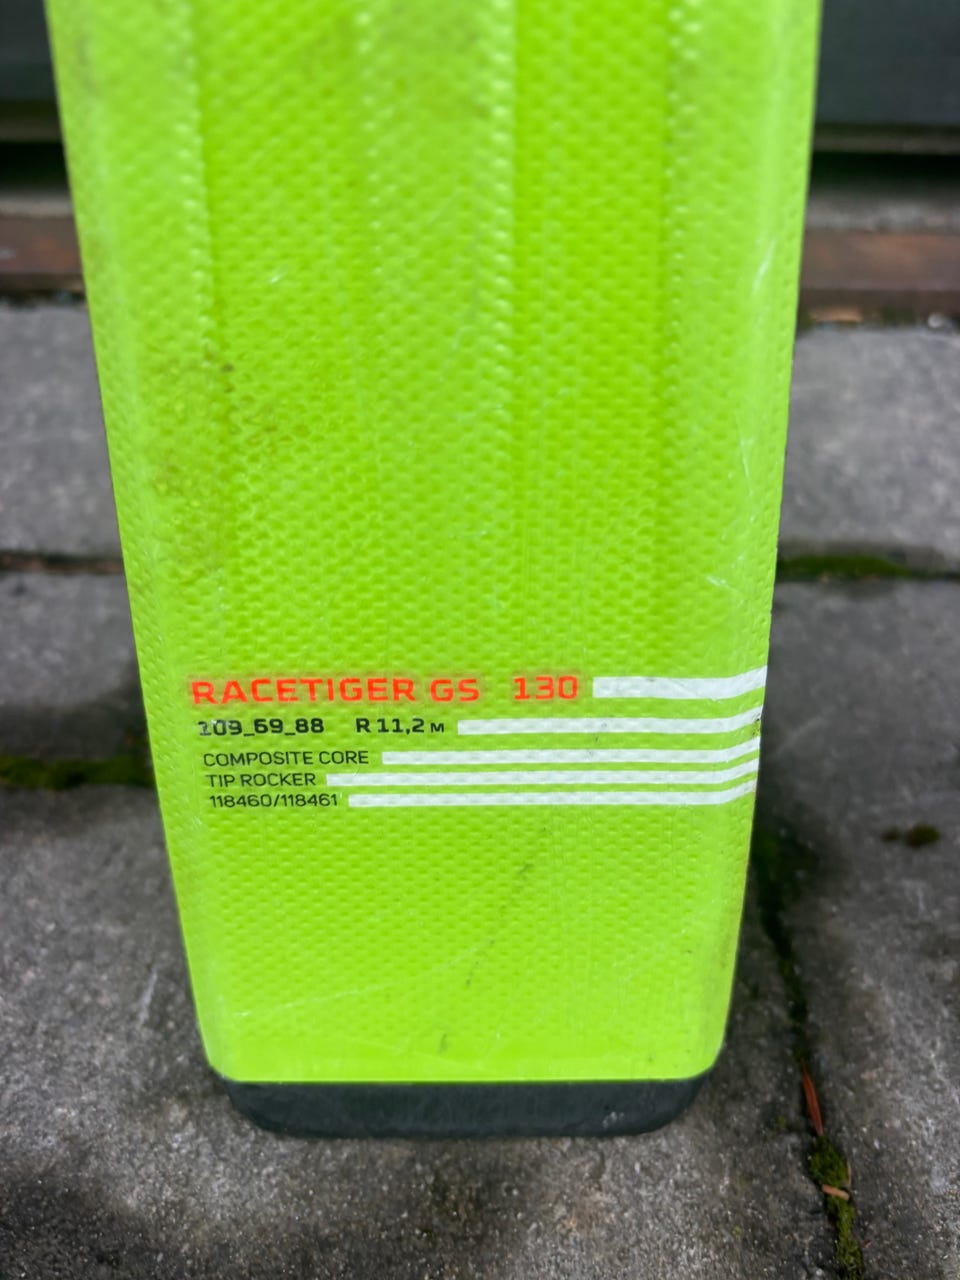 RACETIGER GS 130
109_69_88 R 11,2 M
COMPOSITE CORE
TIP ROCKER
118460/118461